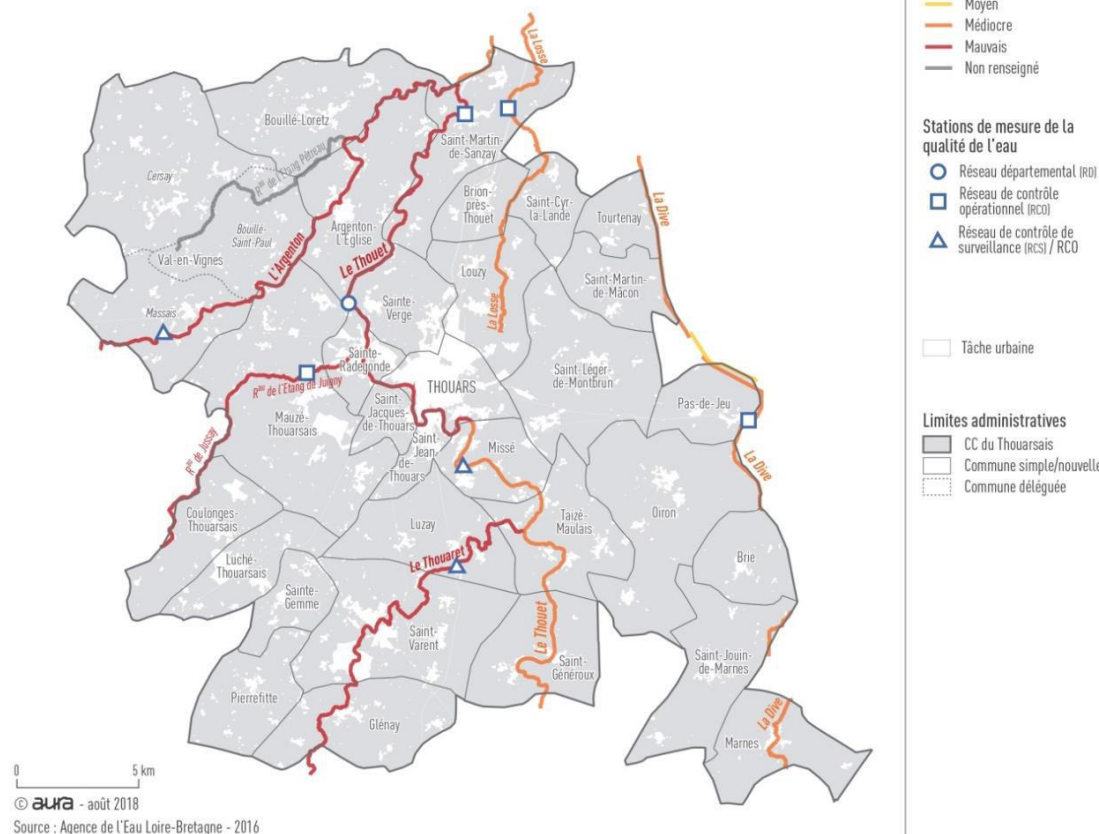 Moyen
Médiocre
Mauvais
Non renseigné
Stations de mesure de la
qualité de l'eau
Réseau départemental (RD)
Réseau de contrôle
opérationnel (RCO)
Réseau de contrôle de
surveillance (RCS) / RCO
Tâche urbaine
Limites administratives
CC du Thouarsais
Commune simple/nouvelle
Commune déléguée
La Losse
Bouillé-Loretz
Saint-Martin-
de-Sanzay
Cersay
Rau de l'Etang Pétreau
Brion-
près-
Thouet
Saint-Cyr-
la-Lande
Tourtenay
La Dive
Bouillé-
Saint-Paul
Argenton-
L'Eglise
Val-en-Vignes
L'Argenton
Le Thouet
Louzy
Saint-Martin-
de-Mâcon
Massais
Sainte-
Verge
La Losse
Sainte-
Radegonde
THOUARS
Saint-Léger-
de-Montbrun
Rau de l'Etang de Juigny
Pas-de-Jeu
Mauzé-
Thouarsais
Saint-
Jacques-
de-Thouars
Saint-
Jean-
de-
Thouars
Missé
Rau de Jussay
La Dive
Coulonges-
Thouarsais
Luzay
Taizé-
Maulais
Oiron
Luché-
Thouarsais
Le Thouaret
Brie
Sainte-
Gemme
Saint-
Varent
Le Thouet
Saint-
Généroux
Saint-Jouin-
de-Marnes
Pierrefitte
Glénay
La Dive
Marnes
0 5 km
© aura - août 2018
Source : Agence de l'Eau Loire-Bretagne - 2016